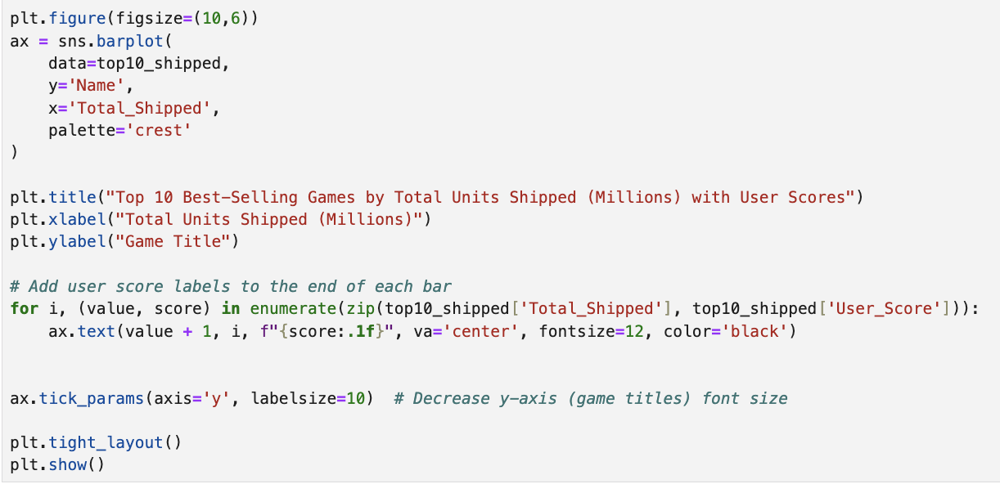 plt.figure(figsize=(10,6))
ax = sns.barplot(
    data=top10_shipped,
    y='Name',
    x='Total_Shipped',
    palette='crest'
)

plt.title("Top 10 Best-Selling Games by Total Units Shipped (Millions) with User Scores")
plt.xlabel("Total Units Shipped (Millions)")
plt.ylabel("Game Title")

# Add user score labels to the end of each bar
for i, (value, score) in enumerate(zip(top10_shipped['Total_Shipped'], top10_shipped['User_Score'])):
    ax.text(value + 1, i, f"{score:.1f}", va='center', fontsize=12, color='black')


ax.tick_params(axis='y', labelsize=10)  # Decrease y-axis (game titles) font size

plt.tight_layout()
plt.show()